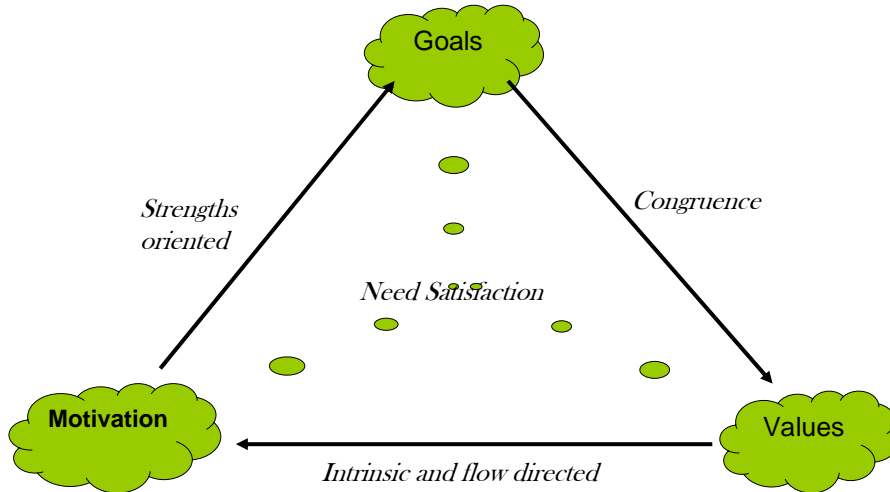 Goals
Strengths
oriented
Congruence
Need Satisfaction
Motivation
Values
Intrinsic and flow directed